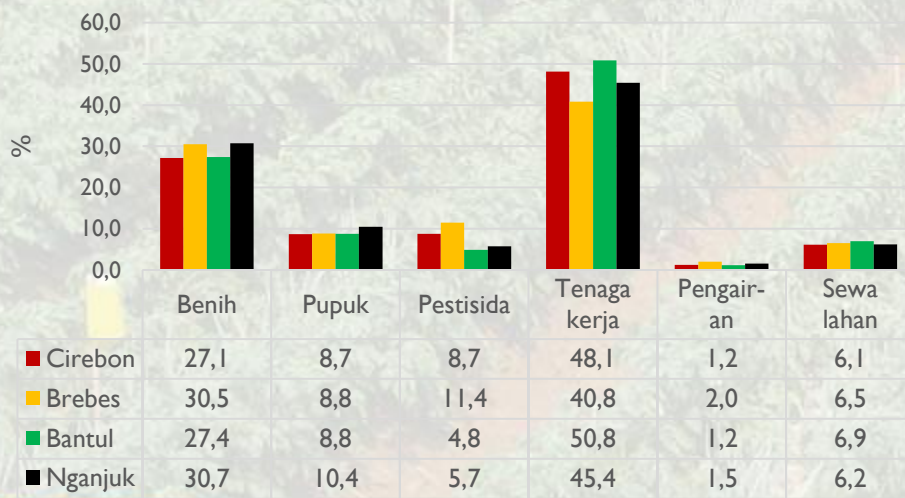 60,0
50,0
40,0
30,0
20,0
10,0
0,0
%
Benih Pupuk Pestisida Tenaga kerja Pengair-an Sewa lahan
Cirebon 27,1 8,7 8,7 48,1 1,2 6,1
Brebes 30,5 8,8 11,4 40,8 2,0 6,5
Bantul 27,4 8,8 4,8 50,8 1,2 6,9
Nganjuk 30,7 10,4 5,7 45,4 1,5 6,2